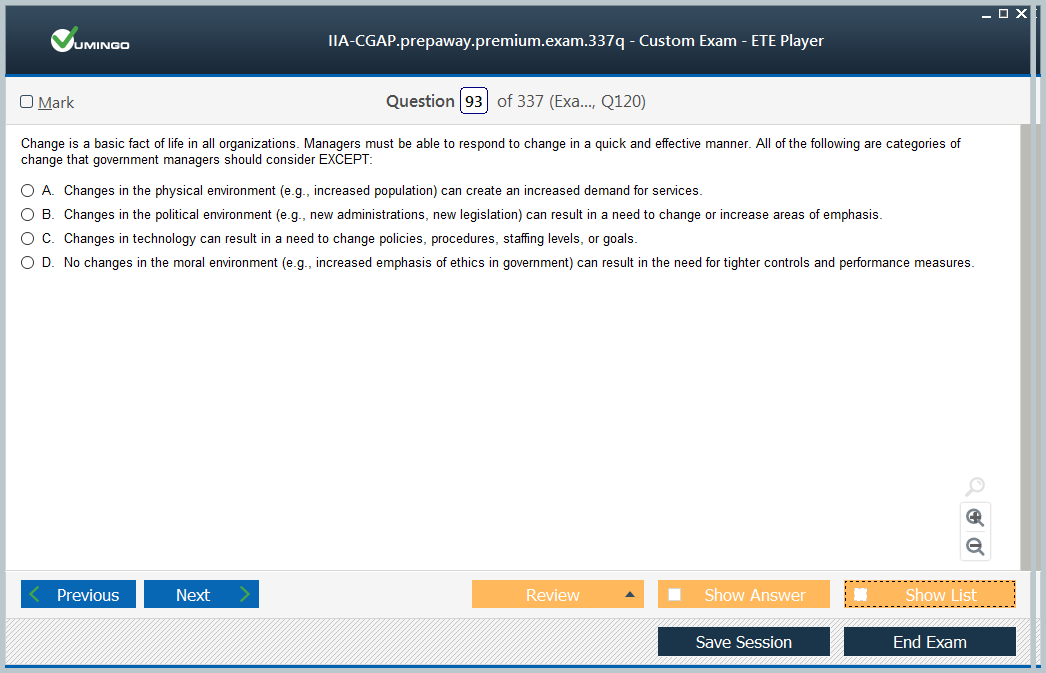 VUMINGO
IIA-CGAP.prepaway.premium.exam.337q - Custom Exam - ETE Player
Mark
Question 93 of 337 (Exa..., Q120)
Change is a basic fact of life in all organizations. Managers must be able to respond to change in a quick and effective manner. All of the following are categories of
change that government managers should consider EXCEPT:
A. Changes in the physical environment (e.g., increased population) can create an increased demand for services.
B. Changes in the political environment (e.g., new administrations, new legislation) can result in a need to change or increase areas of emphasis.
C. Changes in technology can result in a need to change policies, procedures, staffing levels, or goals.
D. No changes in the moral environment (e.g., increased emphasis of ethics in government) can result in the need for tighter controls and performance measures.
Previous
Next
Review
Show Answer
Show List
Save Session
End Exam